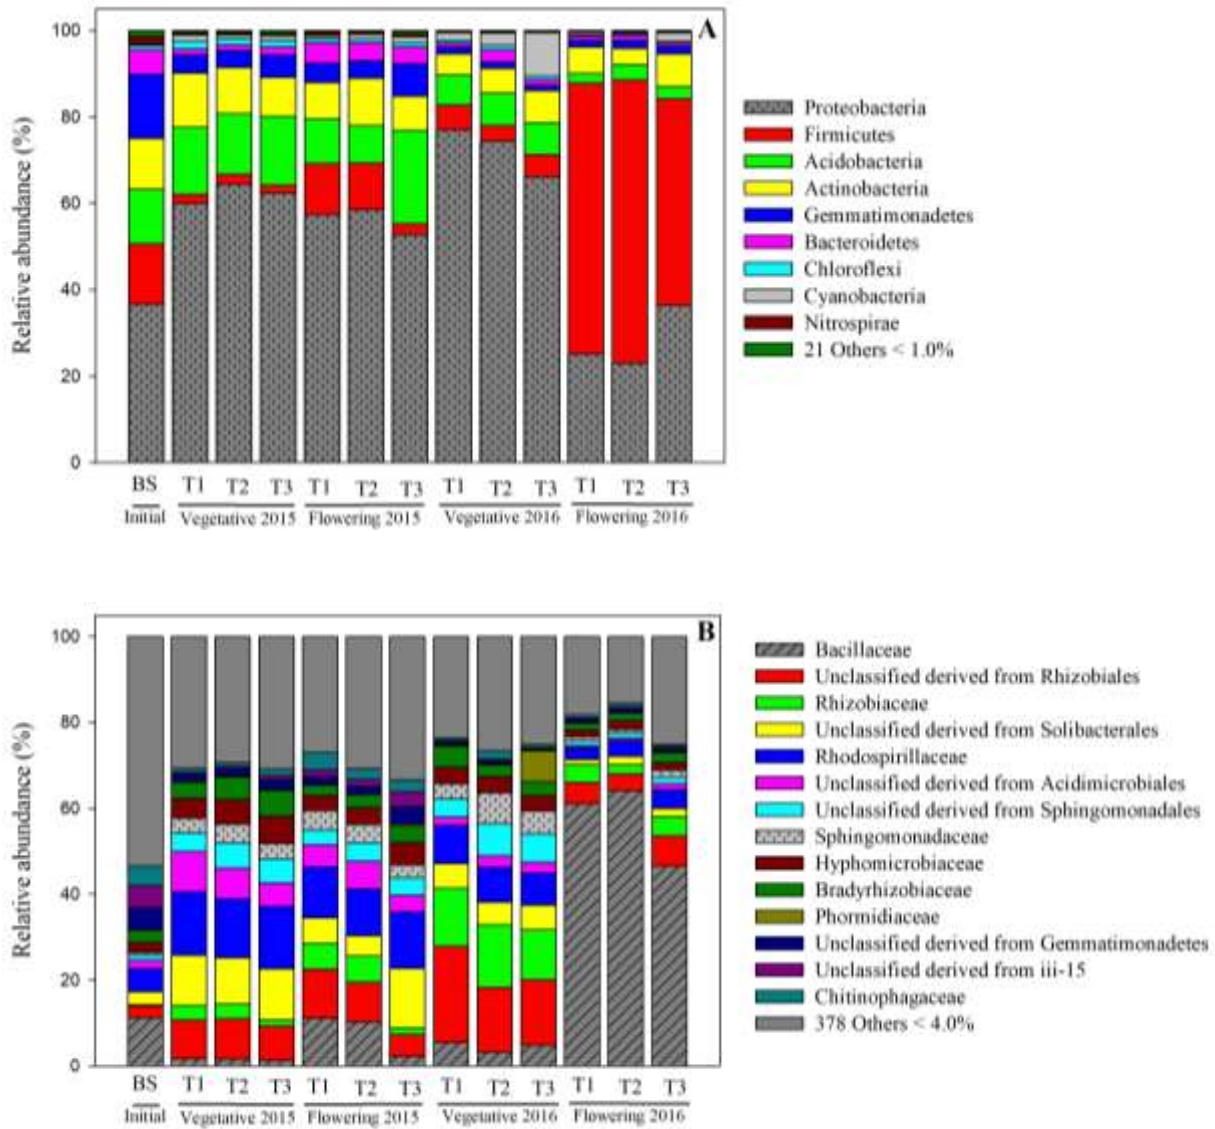 A
Relative abundance (%)
100
80
60
40
20
0
BS T1 T2 T3 T1 T2 T3 T1 T2 T3 T1 T2 T3
Initial Vegetative 2015 Flowering 2015 Vegetative 2016 Flowering 2016
Proteobacteria
Firmicutes
Acidobacteria
Actinobacteria
Gemmatimonadetes
Bacteroidetes
Chloroflexi
Cyanobacteria
Nitrospirae
21 Others < 1.0%
B
Relative abundance (%)
100
80
60
40
20
0
BS T1 T2 T3 T1 T2 T3 T1 T2 T3 T1 T2 T3
Initial Vegetative 2015 Flowering 2015 Vegetative 2016 Flowering 2016
Bacillaceae
Unclassified derived from Rhizobiales
Rhizobiaceae
Unclassified derived from Solibacterales
Rhodospirillaceae
Unclassified derived from Acidimicrobiales
Unclassified derived from Sphingomonadales
Sphingomonadaceae
Hyphomicrobiaceae
Bradyrhizobiaceae
Phormidiaceae
Unclassified derived from Gemmatimonadetes
Unclassified derived from iii-15
Chitinophagaceae
378 Others < 4.0%